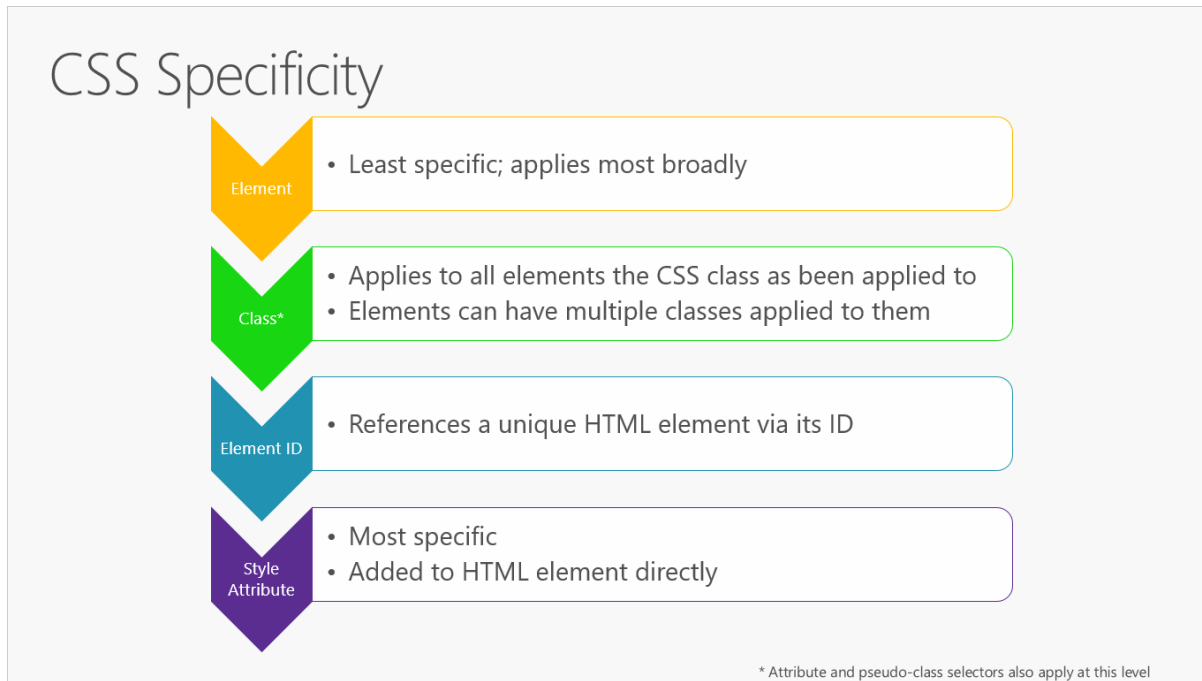 CSS Specificity
Element
• Least specific; applies most broadly
Class*
• Applies to all elements the CSS class as been applied to
• Elements can have multiple classes applied to them
Element ID
• References a unique HTML element via its ID
Style
Attribute
• Most specific
• Added to HTML element directly
* Attribute and pseudo-class selectors also apply at this level